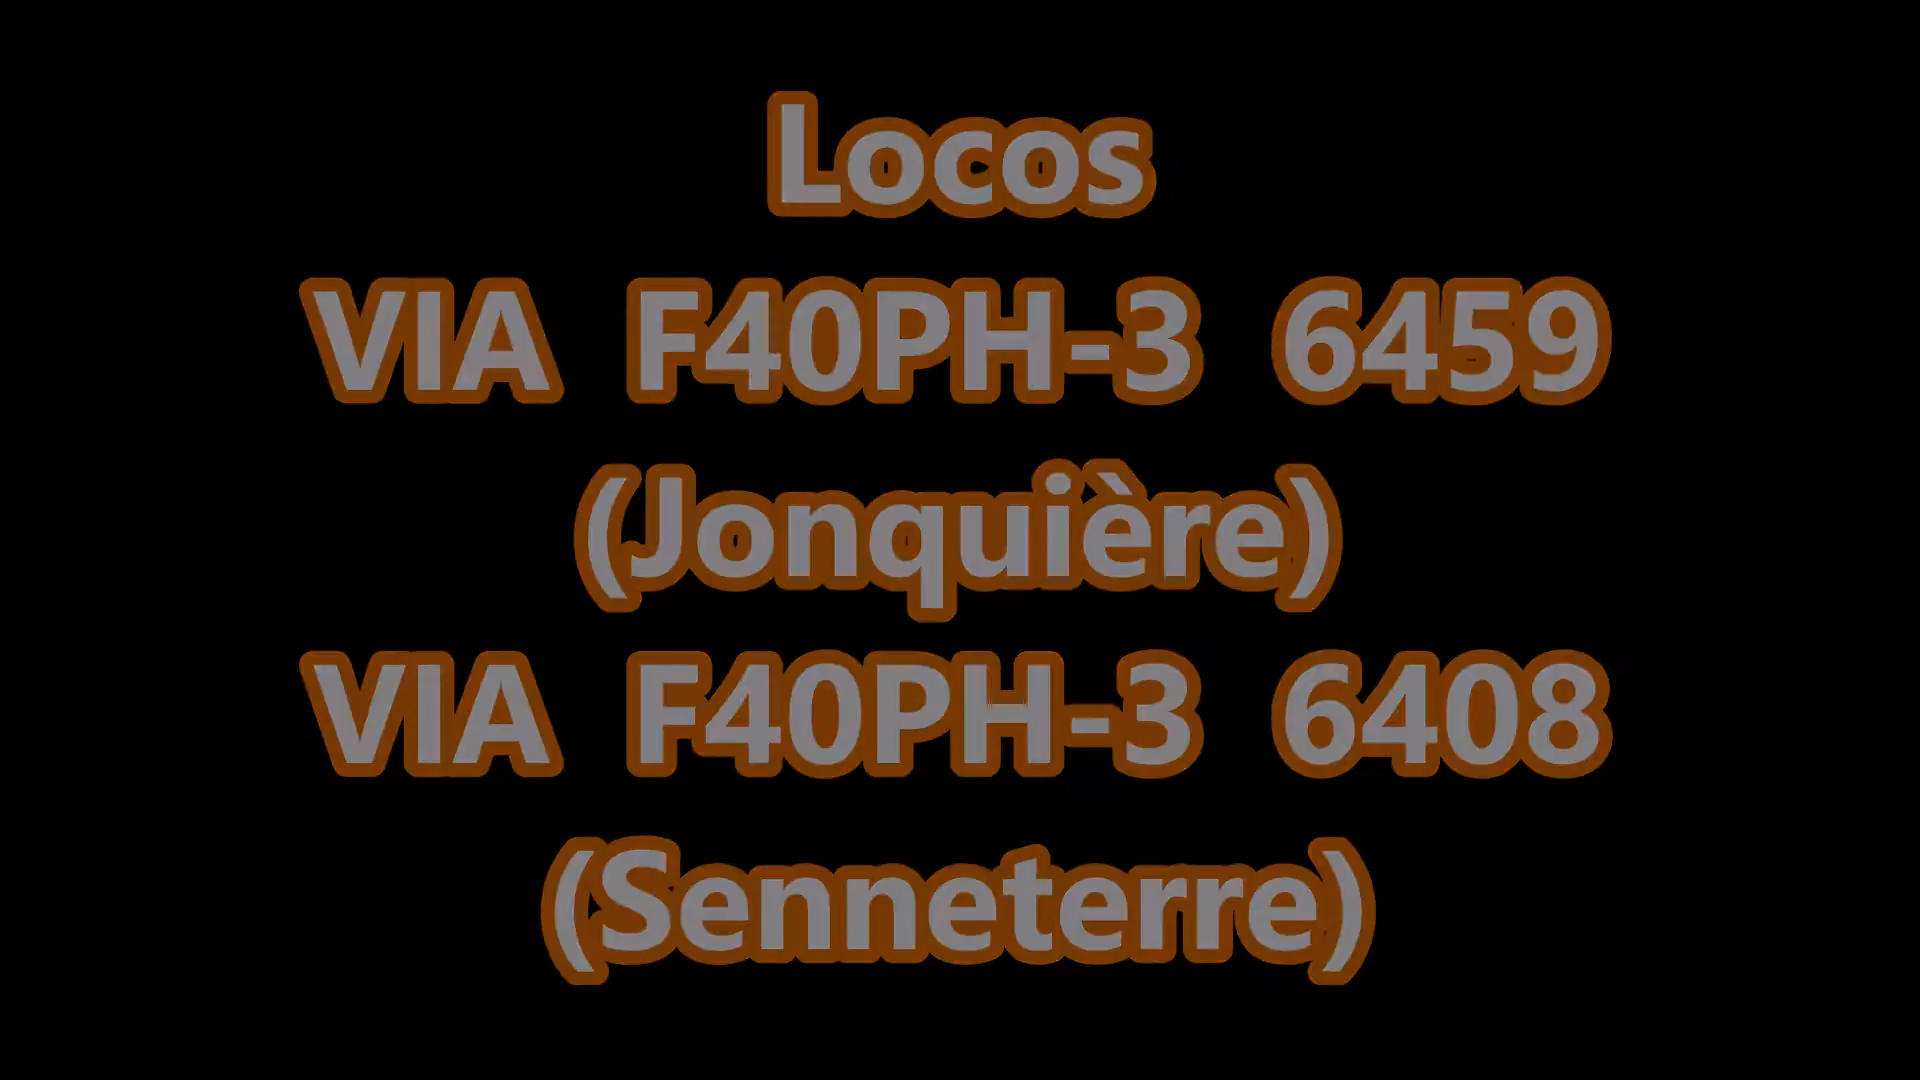 Locos
VIA F40PH-3 6459
(Jonquière)
VIA F40PH-3 6408
(Senneterre)